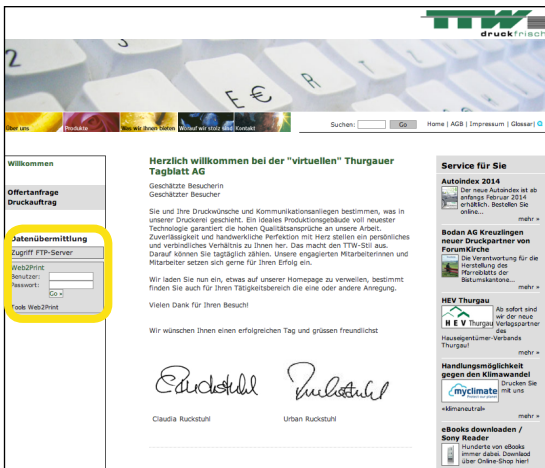 TTW
druckfrisch
2
€
E
R
I
T
Über uns
Produkte
Was wir Ihnen bieten
Worauf wir stolz sind
Kontakt
Suchen:
Go
Home | AGB | Impressum | Glossar|
Willkommen
Offertanfrage
Druckauftrag
Datenübermittlung
Zugriff FTP-Server
Web2Print
Benutzer:
Passwort:
Go »
Tools Web2Print
Herzlich willkommen bei der "virtuellen" Thurgauer
Tagblatt AG
Geschätzte Besucherin
Geschätzter Besucher
Sie und Ihre Druckwünsche und Kommunikationsanliegen bestimmen, was in
unserer Druckerei geschieht. Ein ideales Produktionsgebäude voll neuester
Technologie garantiert die hohen Qualitätsansprüche an unsere Arbeit.
Zuverlässigkeit und handwerkliche Perfektion mit Herz stellen ein persönliches
und verbindliches Verhältnis zu Ihnen her. Das macht den TTW-Stil aus.
Darauf können Sie tagtäglich zählen. Unsere engagierten Mitarbeiterinnen und
Mitarbeiter setzen sich gerne für Ihren Erfolg ein.
Wir laden Sie nun ein, etwas auf unserer Homepage zu verweilen, bestimmt
finden Sie auch für Ihren Tätigkeitsbereich die eine oder andere Anregung.
Vielen Dank für Ihren Besuch!
Wir wünschen Ihnen einen erfolgreichen Tag und grüssen freundlichst
Claudia Ruckstuhl
Urban Ruckstuhl
Service für Sie
Autoindex 2014
Der neue Autoindex ist ab
anfangs Februar 2014
erhältlich. Bestellen Sie
online...
mehr »
Bodan AG Kreuzlingen
neuer Druckpartner von
ForumKirche
Die Verantwortung für die
Herstellung des
Pfarreiblatts der
Bistumskantone...
mehr »
HEV Thurgau
HEV Thurgau
Ab sofort sind
wir der neue
Verlagspartner
des
Hauseigentümer-Verbands
Thurgau!
mehr »
Handlungsmöglichkeit
gegen den Klimawandel
myclimate
Drucken Sie
mit uns
«klimaneutral»
mehr »
eBooks downloaden /
Sony Reader
Hunderte von eBooks
immer dabei. Download
über Online-Shop hier!